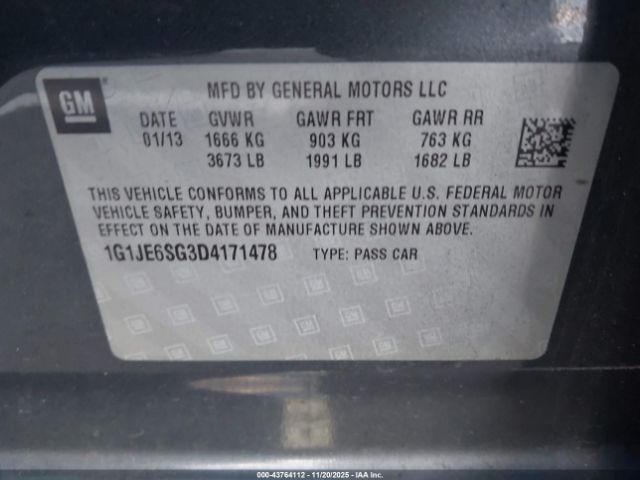 GM
MFD BY GENERAL MOTORS LLC
DATE GVWR GAWR FRT GAWR RR
01/13 1666 KG 903 KG 763 KG
3673 LB 1991 LB 1682 LB
THIS VEHICLE CONFORMS TO ALL APPLICABLE U.S. FEDERAL MOTOR
VEHICLE SAFETY, BUMPER, AND THEFT PREVENTION STANDARDS IN
EFFECT ON THE DATE OF MANUFACTURE SHOWN ABOVE.
1G1JE6SG3D4171478 TYPE: PASS CAR
000-43764112 - 11/20/2025 - IAA Inc.